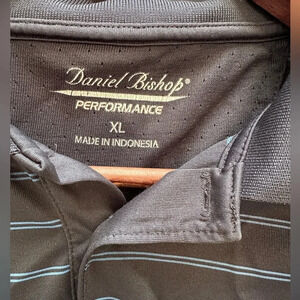 Daniel Bishop®
PERFORMANCE
XL
MADE IN INDONESIA